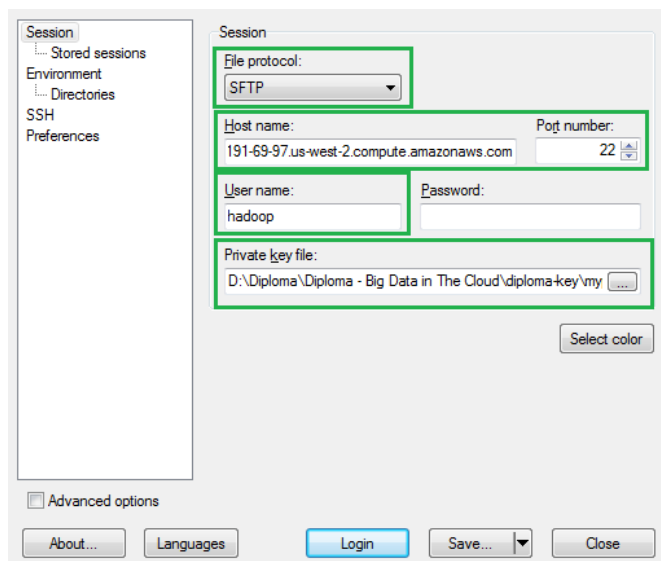 Session
Stored sessions
Environment
Directories
SSH
Preferences
Session
File protocol:
SFTP
Host name:
Port number:
191-69-97.us-west-2.compute.amazonaws.com
22
User name:
Password:
hadoop
Private key file:
D:\Diploma\Diploma - Big Data in The Cloud\diploma-key\my
...
Select color
Advanced options
About...
Languages
Login
Save...
Close